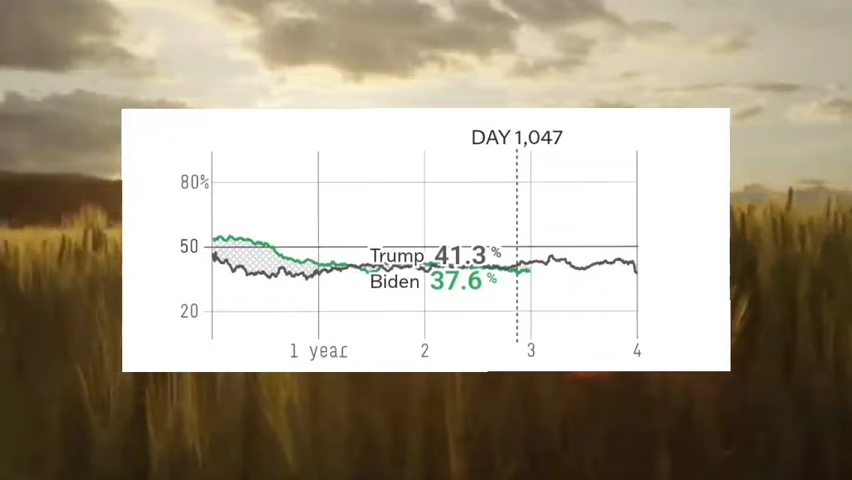 DAY 1,047
80%
50
Trump 41.3 %
Biden 37.6 %
20
1 year 2 3 4